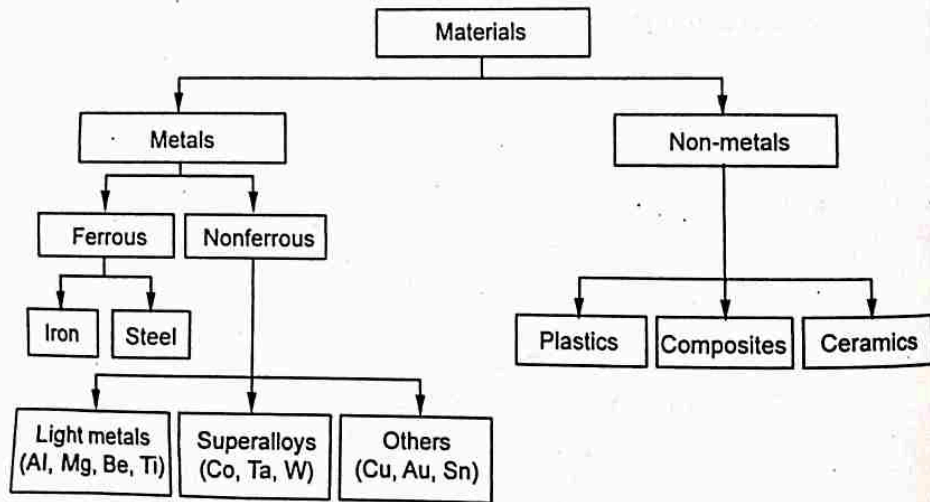 Materials
Metals
Non-metals
Ferrous
Nonferrous
Iron
Steel
Plastics
Composites
Ceramics
Light metals
(Al, Mg, Be, Ti)
Superalloys
(Co, Ta, W)
Others
(Cu, Au, Sn)